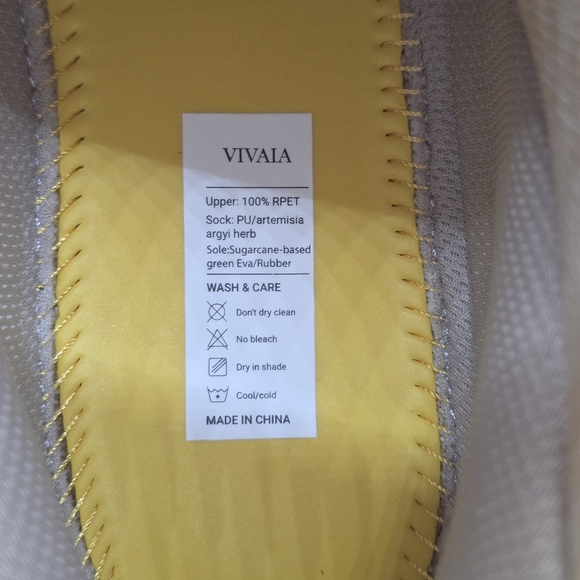 VIVAIA
Upper: 100% RPET
Sock: PU/artemisia
argyi herb
Sole:Sugarcane-based
green Eva/Rubber
WASH & CARE
Don't dry clean
No bleach
Dry in shade
Cool/cold
MADE IN CHINA